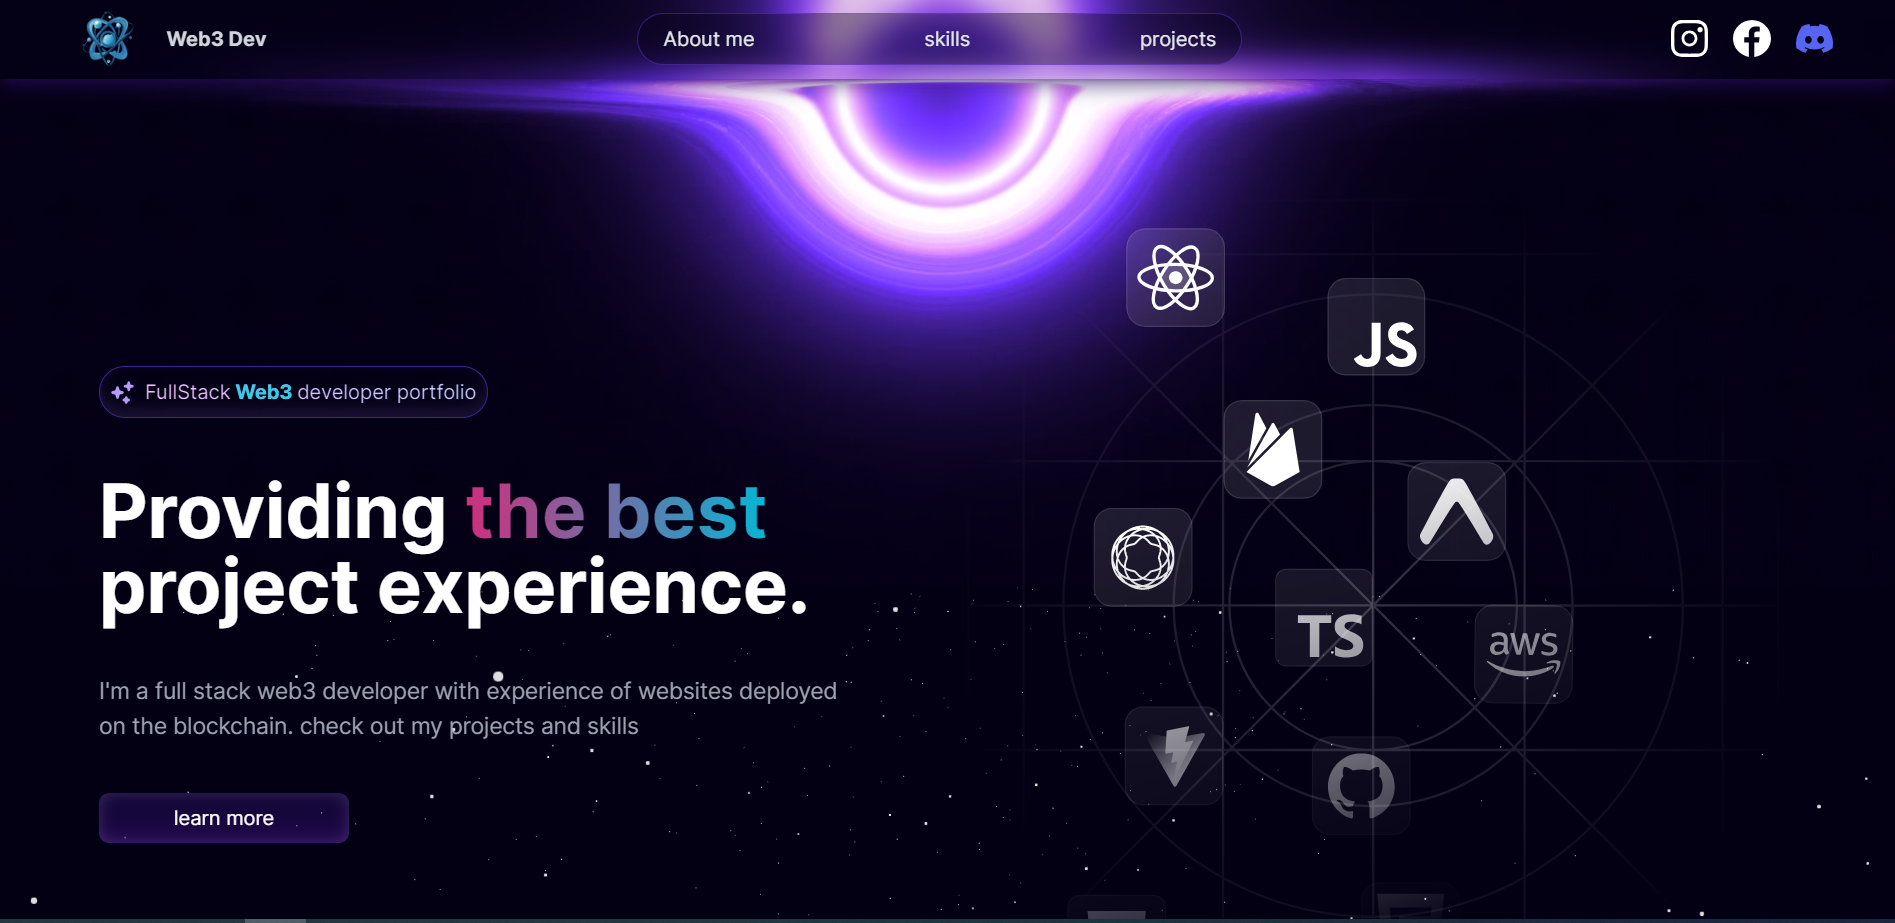 Web3 Dev
About me
skills
projects
FullStack Web3 developer portfolio
Providing the best
project experience.
I'm a full stack web3 developer with experience of websites deployed
on the blockchain. check out my projects and skills
learn more
JS
TS
aws